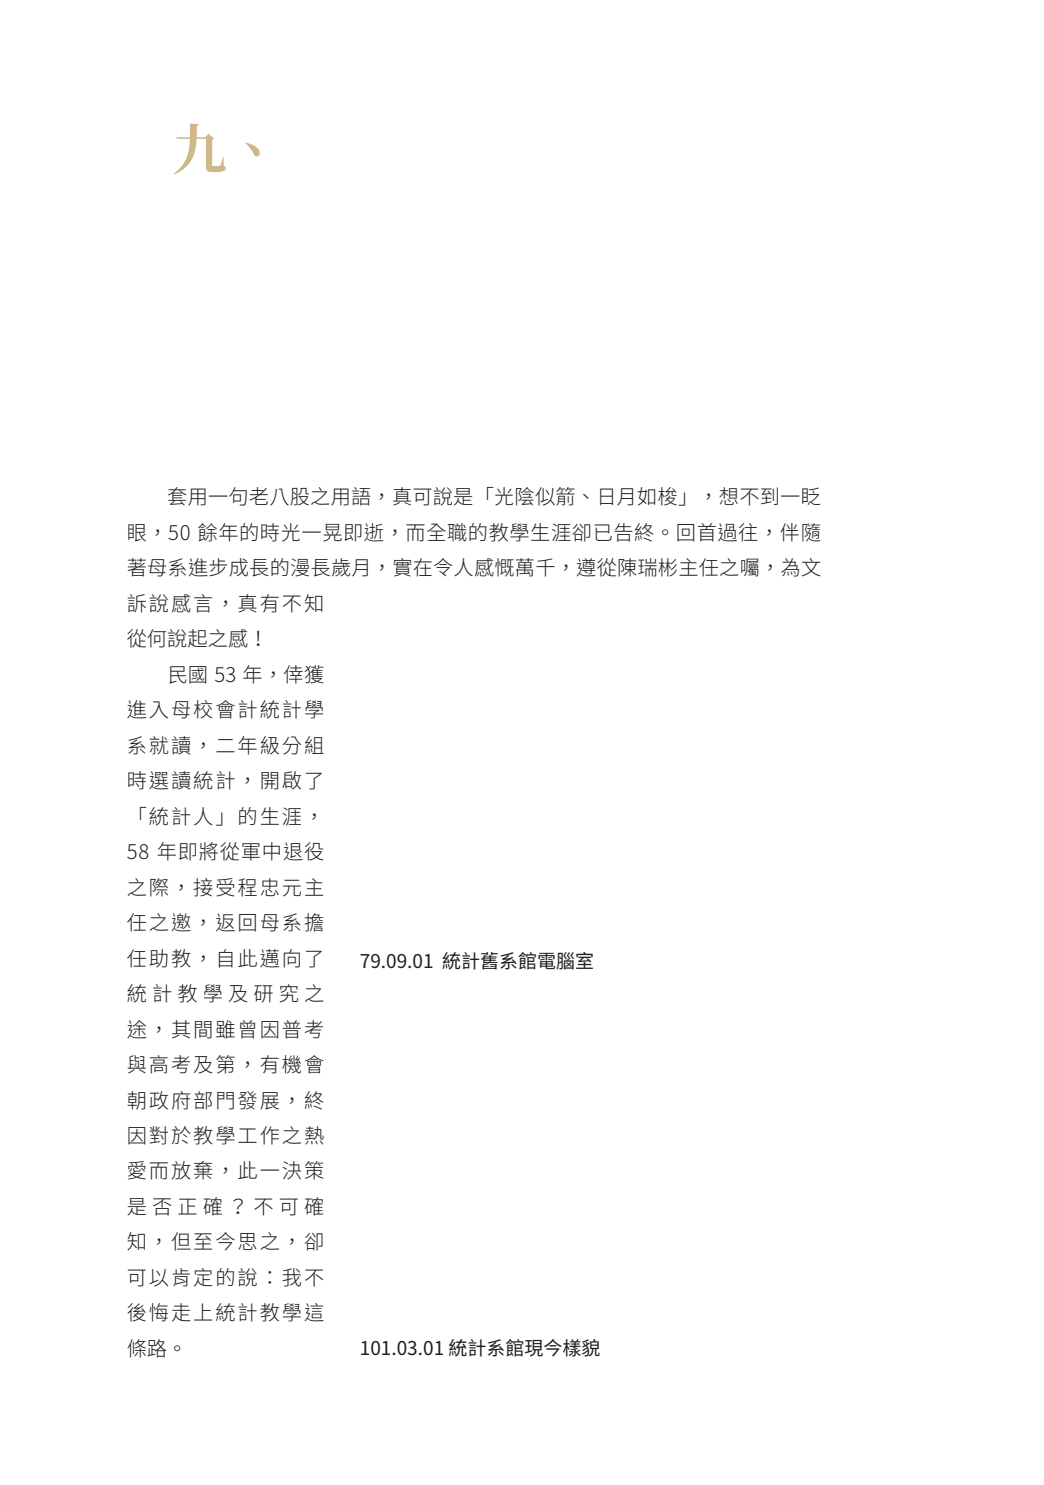 九、
套用一句老八股之用語，真可說是「光陰似箭、日月如梭」，想不到一眨
眼，50 餘年的時光一晃即逝，而全職的教學生涯卻已告終。回首過往，伴隨
著母系進步成長的漫長歲月，實在令人感慨萬千，遵從陳瑞彬主任之囑，為文
訴說感言，真有不知
從何說起之感！
民國 53 年，倖獲
進入母校會計統計學
系就讀，二年級分組
時選讀統計，開啟了
「統計人」的生涯，
58 年即將從軍中退役
之際，接受程忠元主
任之邀，返回母系擔
任助教，自此邁向了
統計教學及研究之
途，其間雖曾因普考
與高考及第，有機會
朝政府部門發展，終
因對於教學工作之熱
愛而放棄，此一決策
是否正確？不可確
知，但至今思之，卻
可以肯定的說：我不
後悔走上統計教學這
條路。
79.09.01 統計舊系館電腦室
101.03.01 統計系館現今樣貌